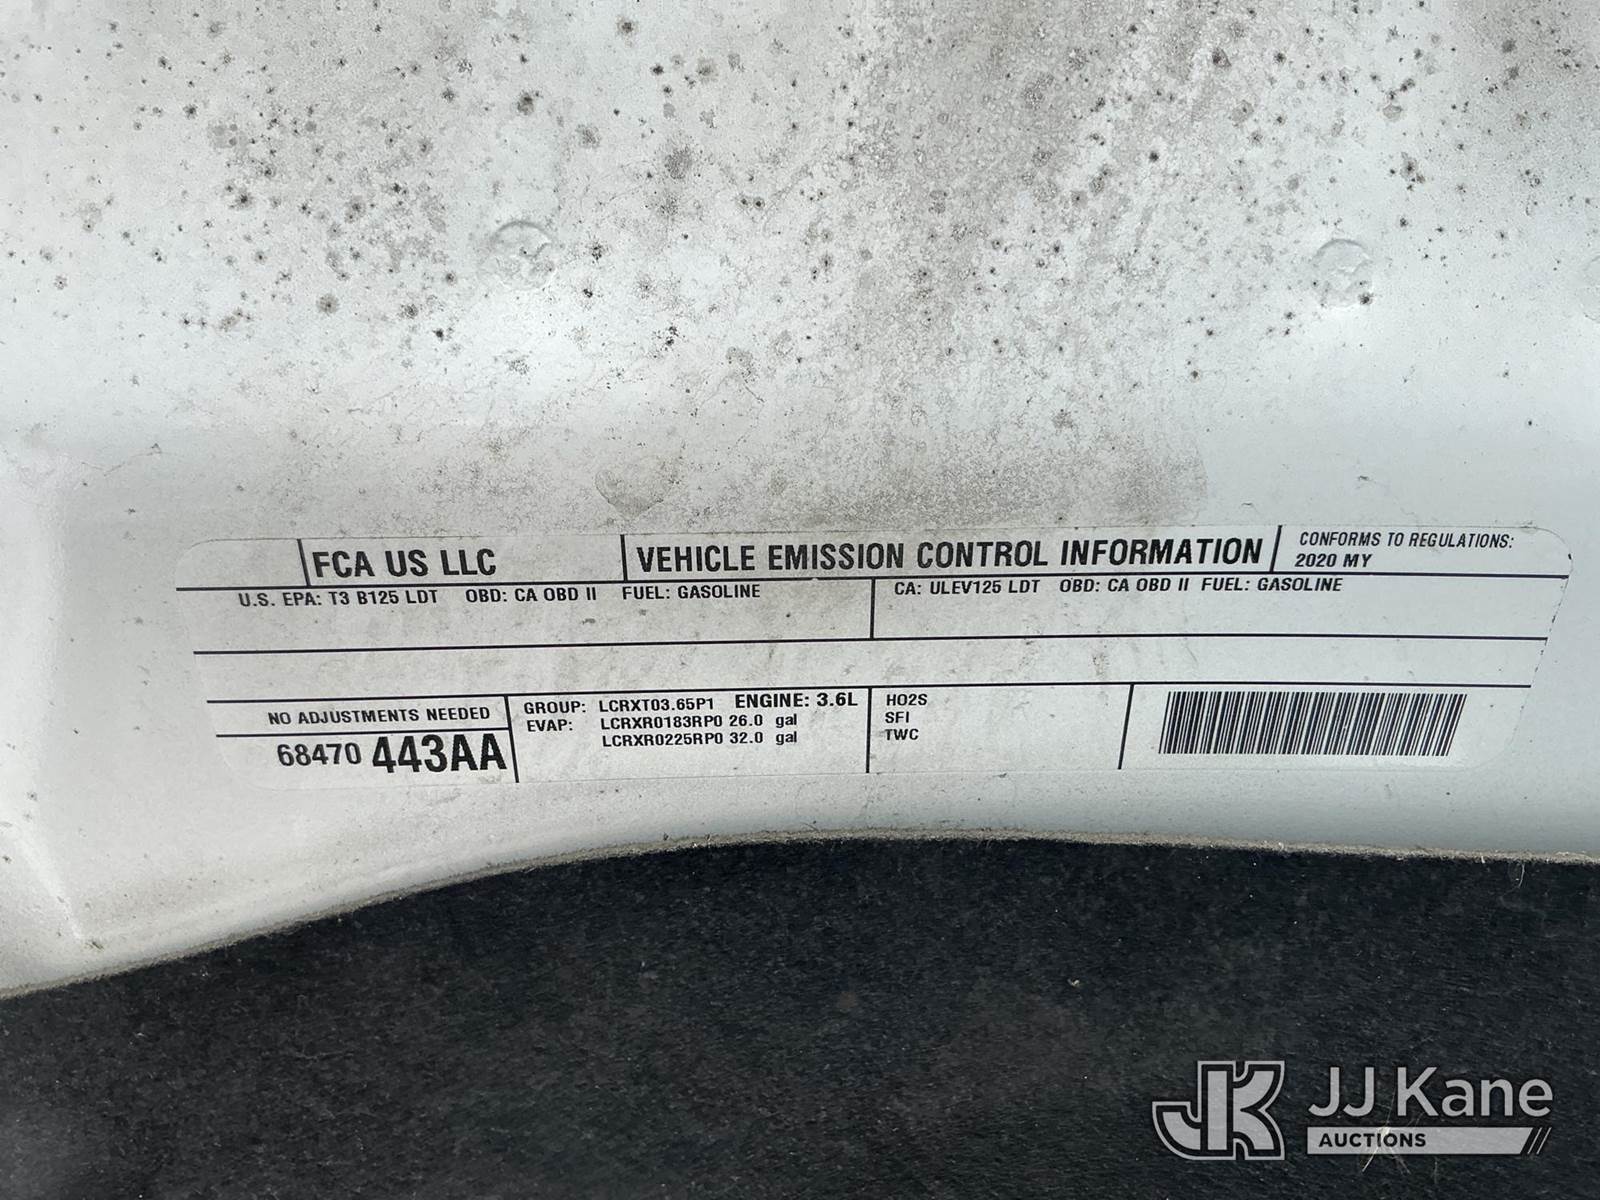 FCA US LLC
VEHICLE EMISSION CONTROL INFORMATION
CONFORMS TO REGULATIONS:
2020 MY
U.S. EPA: T3 B125 LDT OBD: CA OBD II FUEL: GASOLINE
CA: ULEV125 LDT OBD: CA OBD II FUEL: GASOLINE
NO ADJUSTMENTS NEEDED
68470 443AA
GROUP: LCRXT03.65P1 ENGINE: 3.6L
EVAP: LCRXR0183RP0 26.0 gal
LCRXR0225RP0 32.0 gal
HO2S
SFI
TWC
JK JJ Kane
AUCTIONS